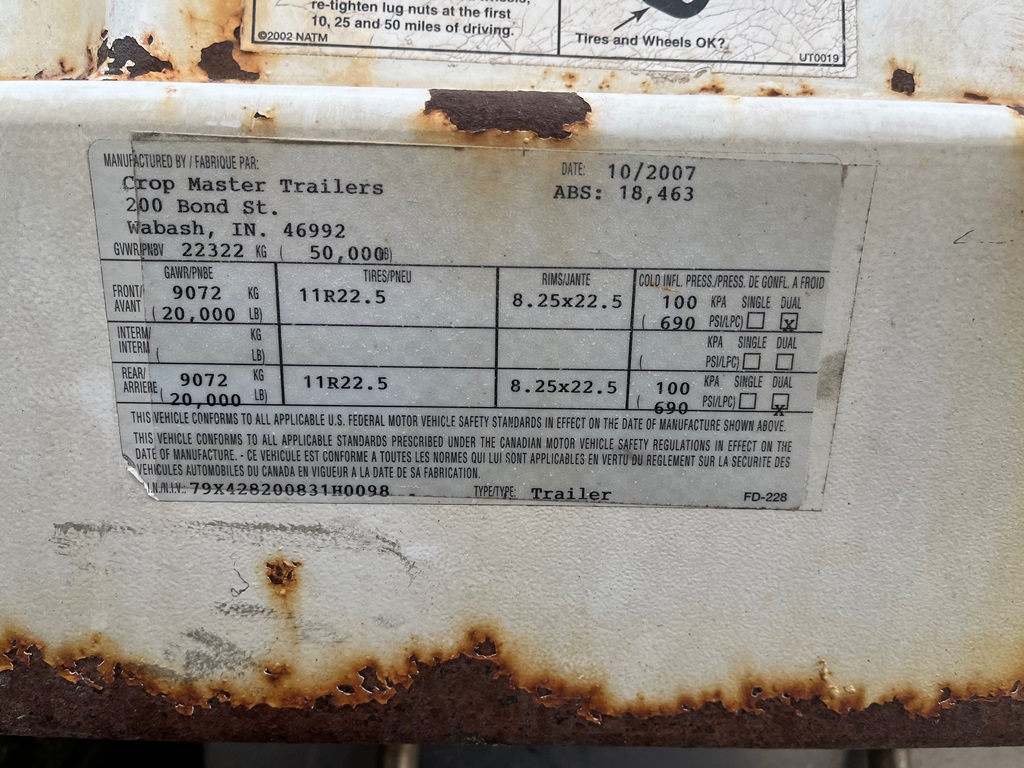 re-tighten lug nuts at the first
10, 25 and 50 miles of driving.
©2002 NATM
Tires and Wheels OK?
UT0019
MANUFACTURED BY / FABRIQUE PAR:
Crop Master Trailers
200 Bond St.
Wabash, IN. 46992
DATE: 10/2007
ABS: 18,463
GVWR/PNBV 22322 KG ( 50,000 LB)
GAWR/PNBE TIRES/PNEU RIMS/JANTE COLD INFL. PRESS./PRESS. DE GONFL. A FROID
FRONT/ 9072 KG 11R22.5 8.25x22.5 100 KPA SINGLE DUAL
AVANT ( 20,000 LB) ( 690 PSI/LPC) ☐ ☒
INTERM/ KG KPA SINGLE DUAL
INTERM ( LB) ( PSI/LPC) ☐ ☐
REAR/ 9072 KG 11R22.5 8.25x22.5 100 KPA SINGLE DUAL
ARRIERE ( 20,000 LB) ( 690 PSI/LPC) ☐ ☒
THIS VEHICLE CONFORMS TO ALL APPLICABLE U.S. FEDERAL MOTOR VEHICLE SAFETY STANDARDS IN EFFECT ON THE DATE OF MANUFACTURE SHOWN ABOVE.
THIS VEHICLE CONFORMS TO ALL APPLICABLE STANDARDS PRESCRIBED UNDER THE CANADIAN MOTOR VEHICLE SAFETY REGULATIONS IN EFFECT ON THE
DATE OF MANUFACTURE. - CE VEHICULE EST CONFORME A TOUTES LES NORMES QUI LUI SONT APPLICABLES EN VERTU DU REGLEMENT SUR LA SECURITE DES
VEHICULES AUTOMOBILES DU CANADA EN VIGUEUR A LA DATE DE SA FABRICATION.
I.N./N.I.V.: 79X428200831H0098 - TYPE/TYPE: Trailer FD-228